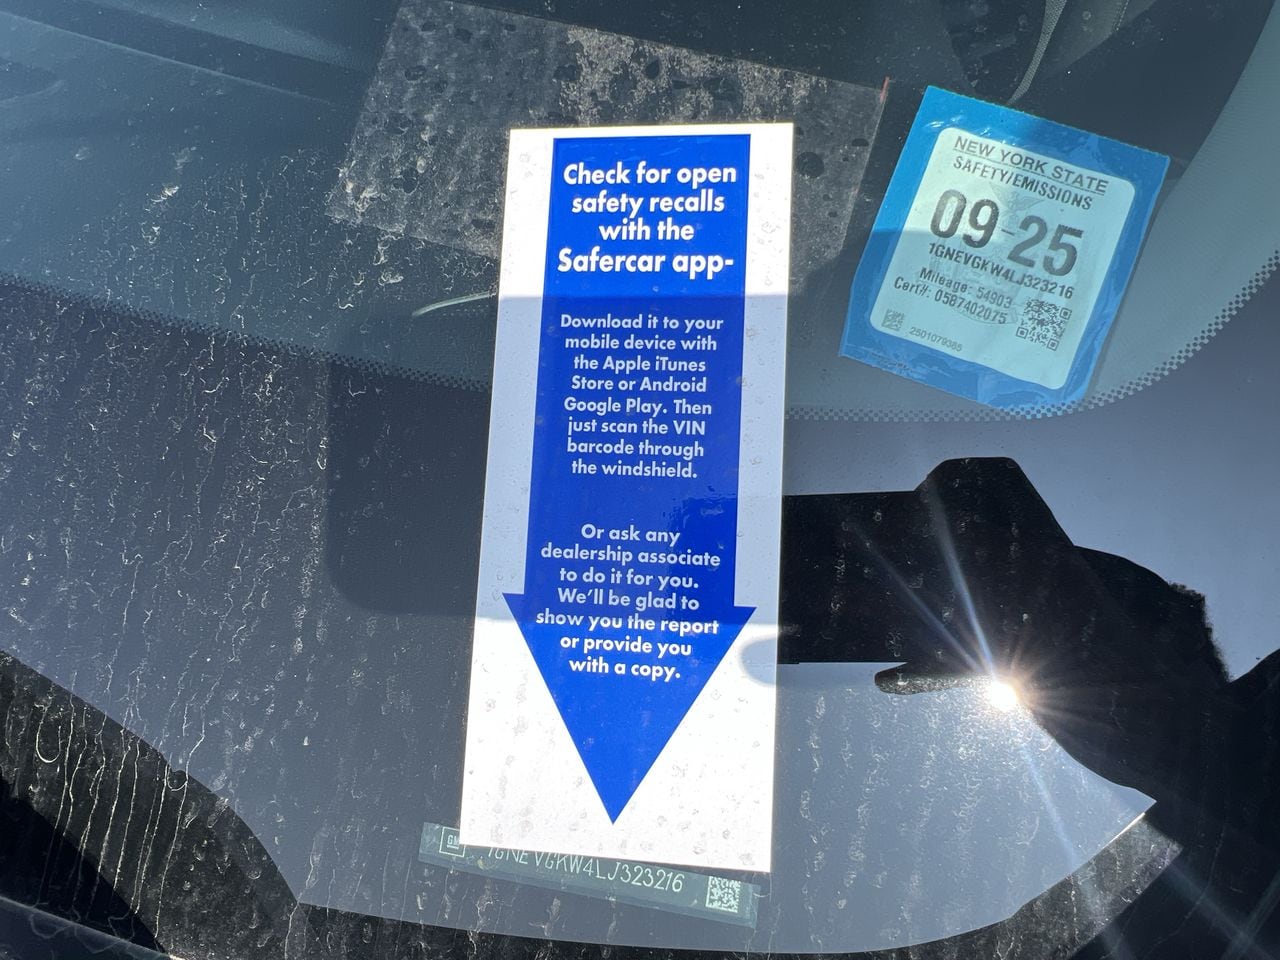 Check for open
safety recalls
with the
Safercar app-
Download it to your
mobile device with
the Apple iTunes
Store or Android
Google Play. Then
just scan the VIN
barcode through
the windshield.
Or ask any
dealership associate
to do it for you.
We'll be glad to
show you the report
or provide you
with a copy.
NEW YORK STATE
SAFETY/EMISSIONS
09-25
1GNEVGKW4LJ323216
Mileage: 54903
Cert#: 0587402075
2501079385
GM
1GNEVGKW4LJ323216